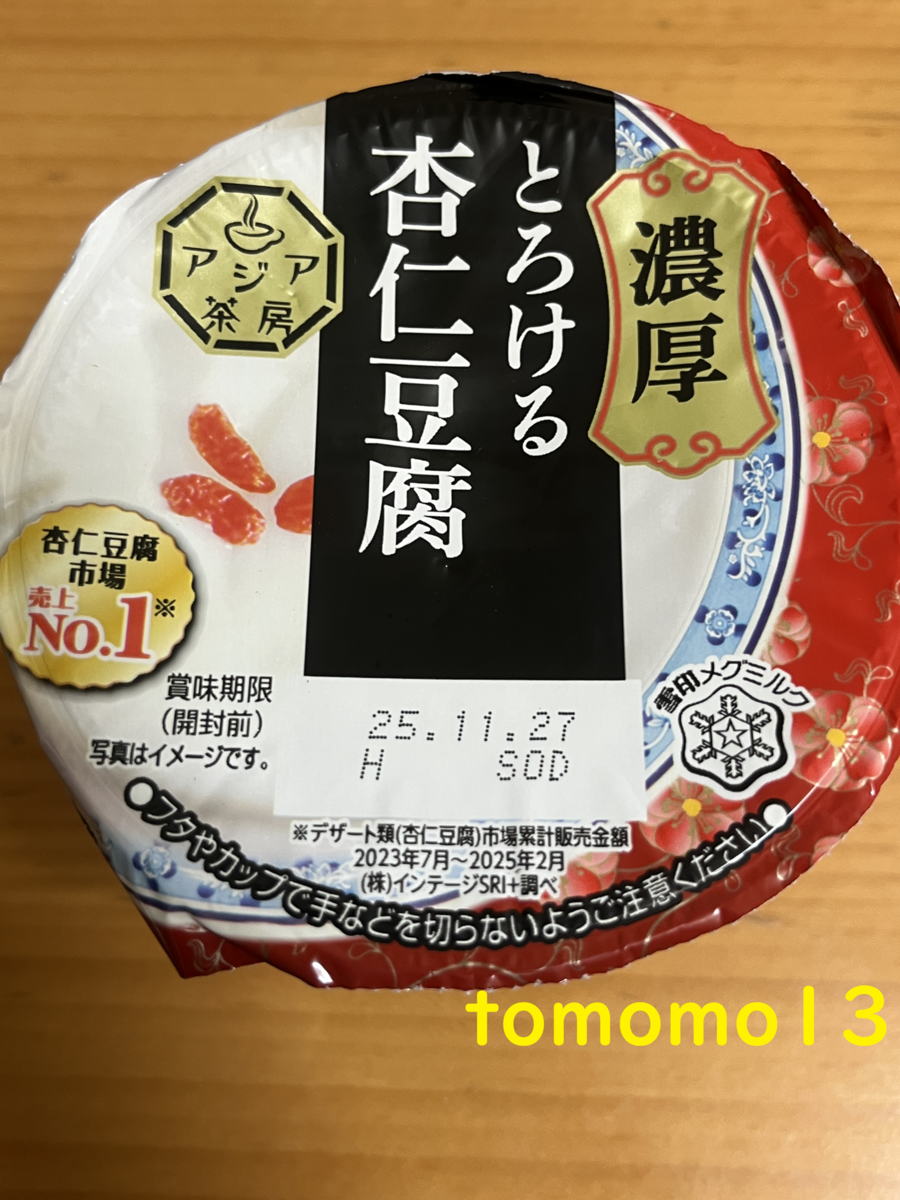 濃厚
とろける
杏仁豆腐
アジア
茶房
杏仁豆腐
市場
売上
No.1※
賞味期限
(開封前)
写真はイメージです。
25.11.27
H SOD
雪印メグミルク
※デザート類(杏仁豆腐)市場累計販売金額
2023年7月~2025年2月
(株)インテージSRI+調べ
フタやカップで手などを切らないようご注意ください。
tomomo13